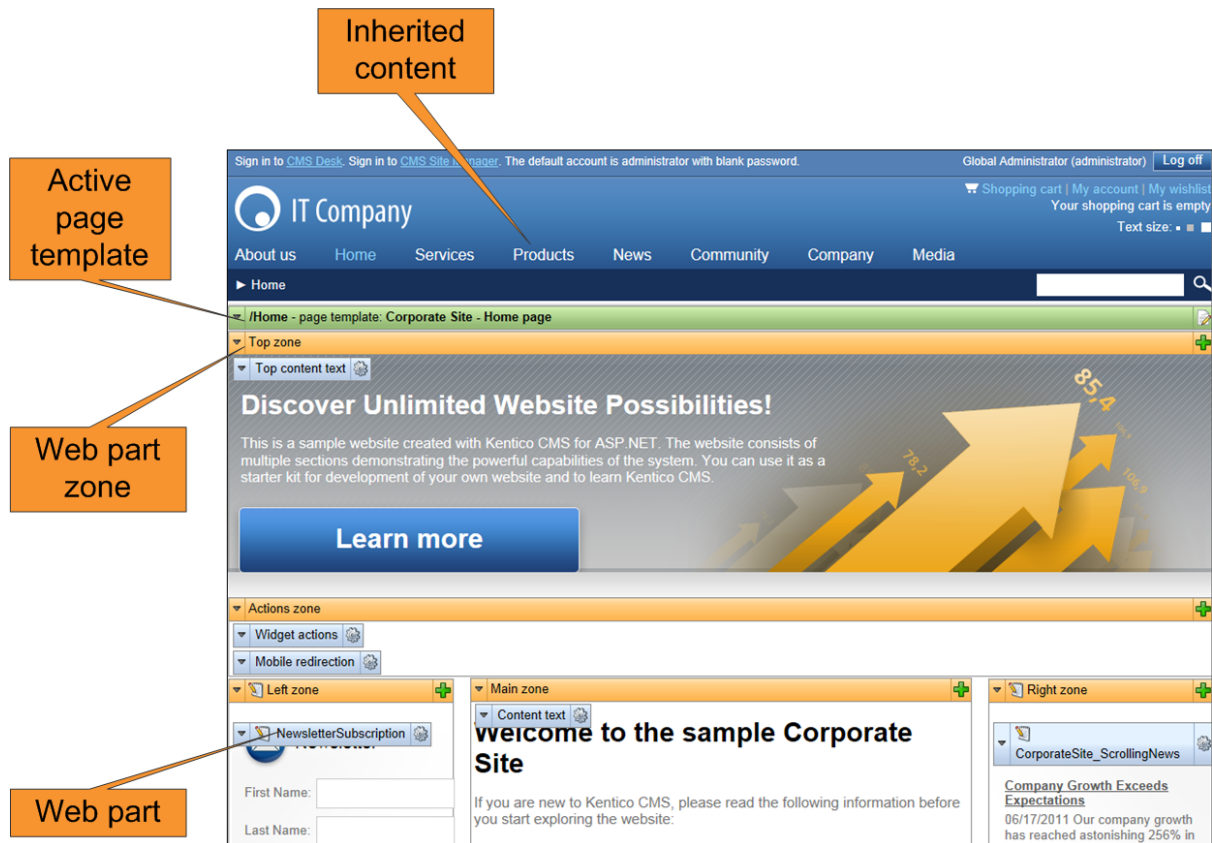 Inherited
content
Active
page
template
Web part
zone
Web part
Sign in to CMS Desk. Sign in to CMS Site Manager. The default account is administrator with blank password.
Global Administrator (administrator) Log off
IT Company
Shopping cart | My account | My wishlist
Your shopping cart is empty
Text size:
About us Home Services Products News Community Company Media
Home
/Home - page template: Corporate Site - Home page
Top zone
Top content text
Discover Unlimited Website Possibilities!
This is a sample website created with Kentico CMS for ASP.NET. The website consists of
multiple sections demonstrating the powerful capabilities of the system. You can use it as a
starter kit for development of your own website and to learn Kentico CMS.
85,4
78,2
106,9
Learn more
Actions zone
Widget actions
Mobile redirection
Left zone
NewsletterSubscription
First Name:
Last Name:
Main zone
Content text
Welcome to the sample Corporate
Site
If you are new to Kentico CMS, please read the following information before
you start exploring the website:
Right zone
CorporateSite_ScrollingNews
Company Growth Exceeds
Expectations
06/17/2011 Our company growth
has reached astonishing 256% in